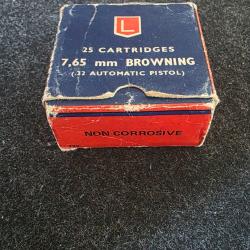 L
25 CARTRIDGES
7,65 mm BROWNING
(.32 AUTOMATIC PISTOL)
NON CORROSIVE